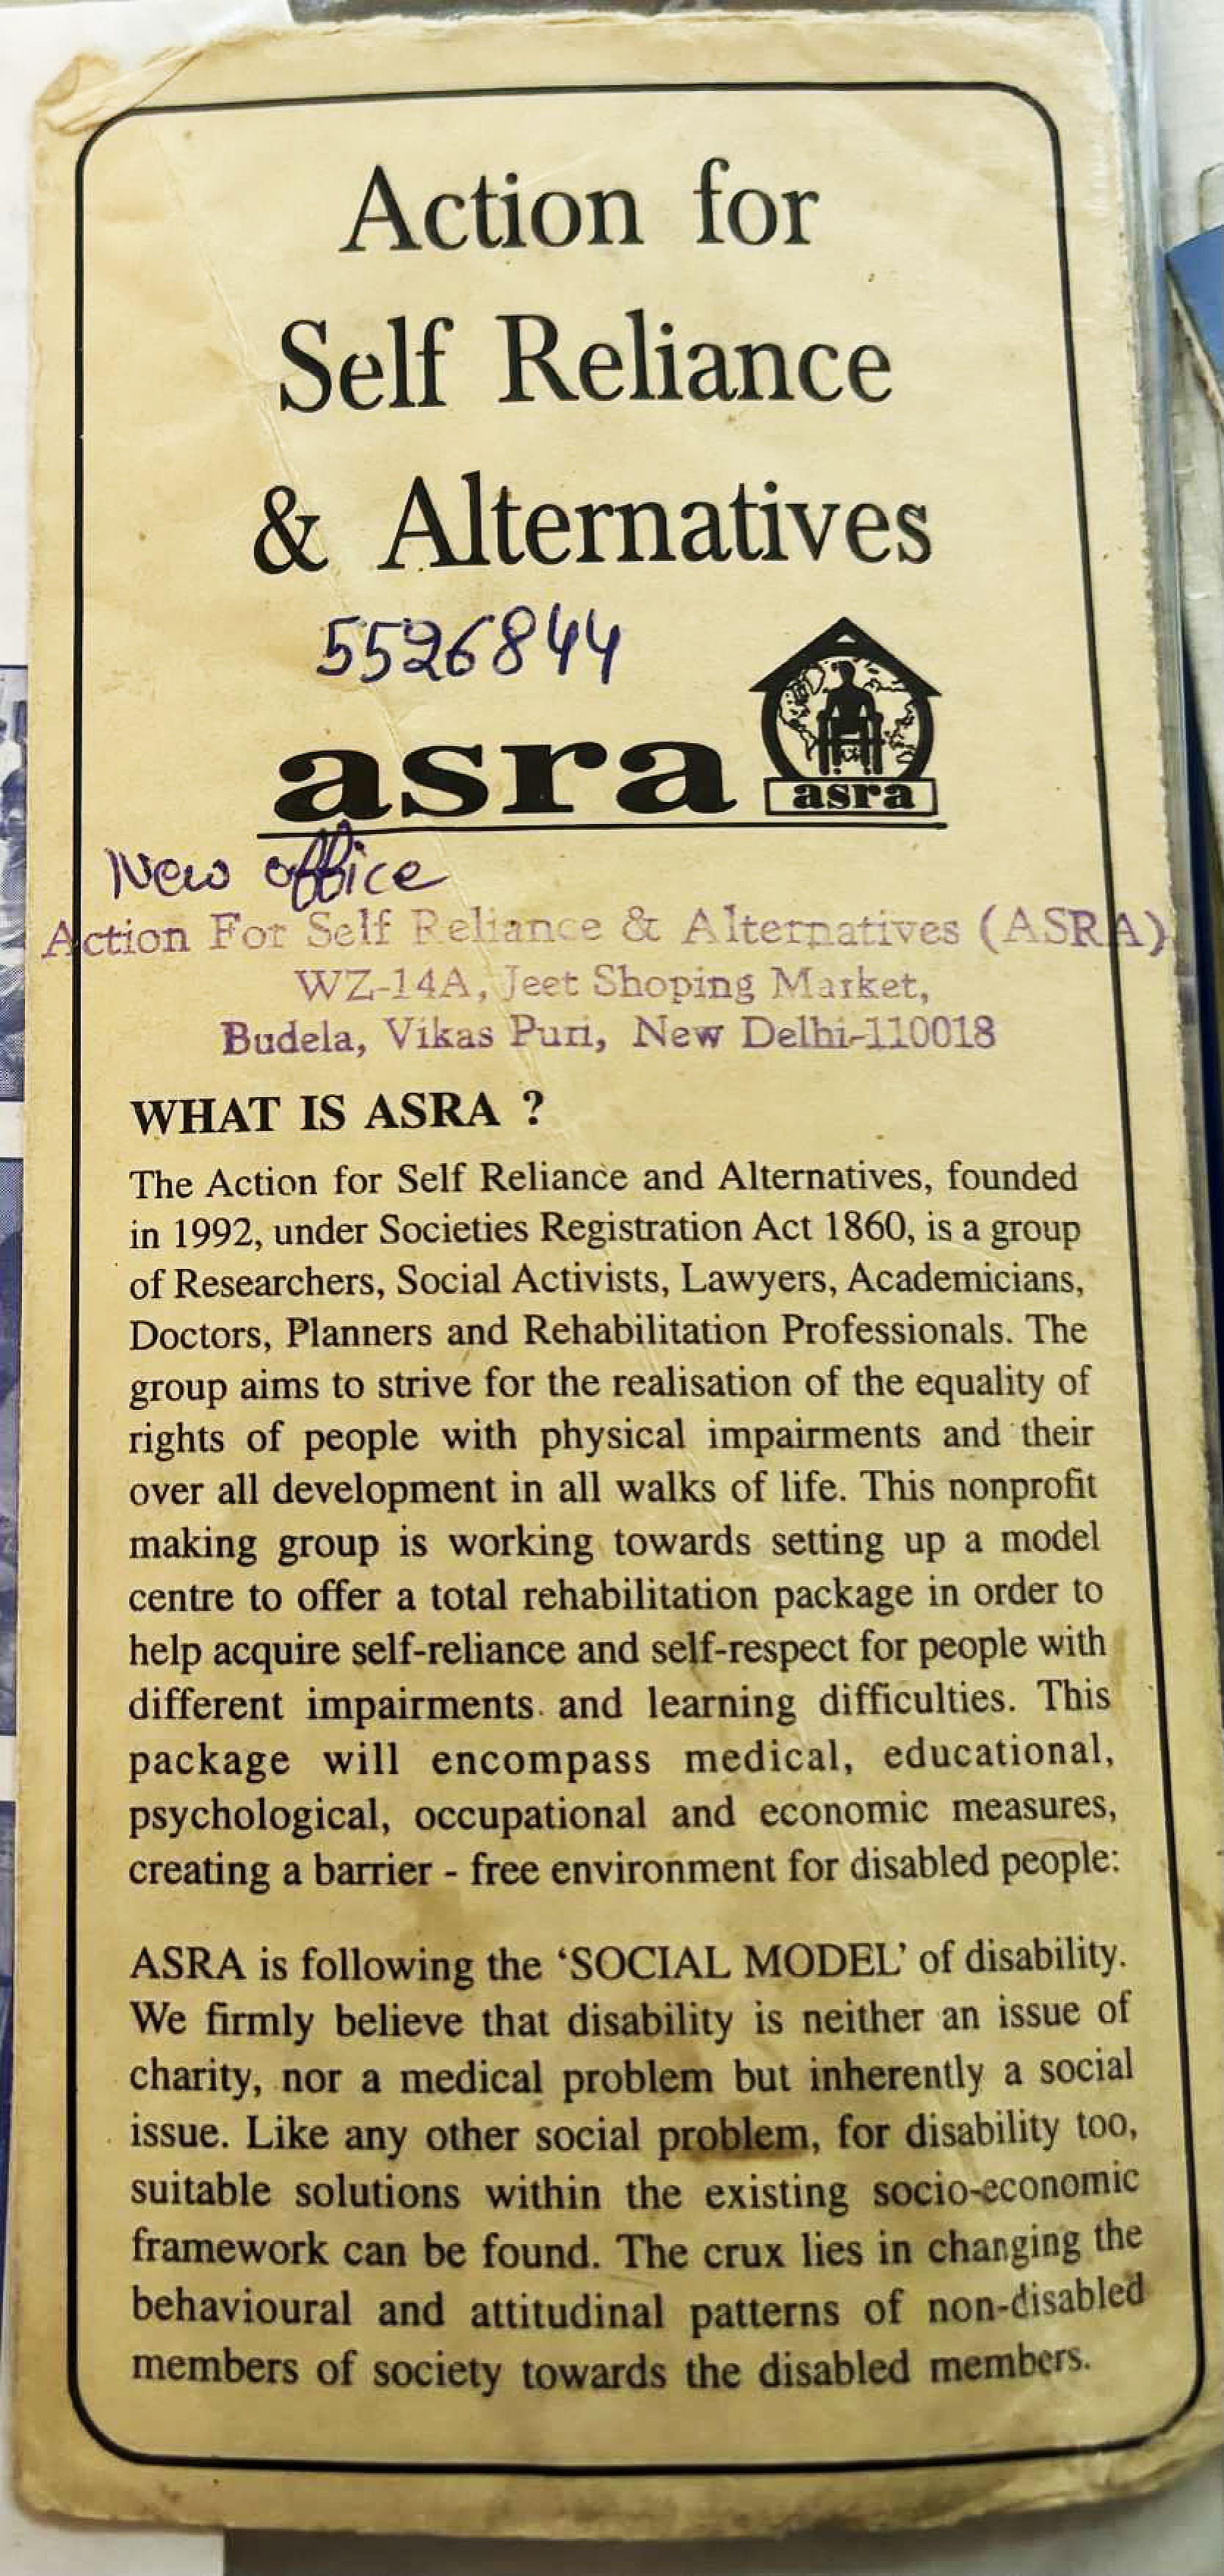 Action for
Self Reliance
& Alternatives
5526844
asra
asra
New office
Action For Self Reliance & Alternatives (ASRA)
WZ-14A, Jeet Shoping Market,
Budela, Vikas Puri, New Delhi-110018
WHAT IS ASRA ?
The Action for Self Reliance and Alternatives, founded
in 1992, under Societies Registration Act 1860, is a group
of Researchers, Social Activists, Lawyers, Academicians,
Doctors, Planners and Rehabilitation Professionals. The
group aims to strive for the realisation of the equality of
rights of people with physical impairments and their
over all development in all walks of life. This nonprofit
making group is working towards setting up a model
centre to offer a total rehabilitation package in order to
help acquire self-reliance and self-respect for people with
different impairments and learning difficulties. This
package will encompass medical, educational,
psychological, occupational and economic measures,
creating a barrier - free environment for disabled people:
ASRA is following the ‘SOCIAL MODEL’ of disability.
We firmly believe that disability is neither an issue of
charity, nor a medical problem but inherently a social
issue. Like any other social problem, for disability too,
suitable solutions within the existing socio-economic
framework can be found. The crux lies in changing the
behavioural and attitudinal patterns of non-disabled
members of society towards the disabled members.